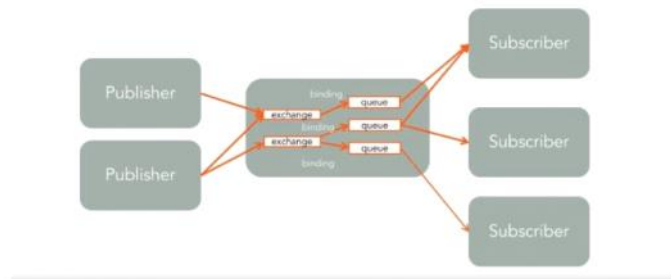 Publisher
Publisher
binding
exchange
binding
exchange
binding
queue
queue
queue
Subscriber
Subscriber
Subscriber